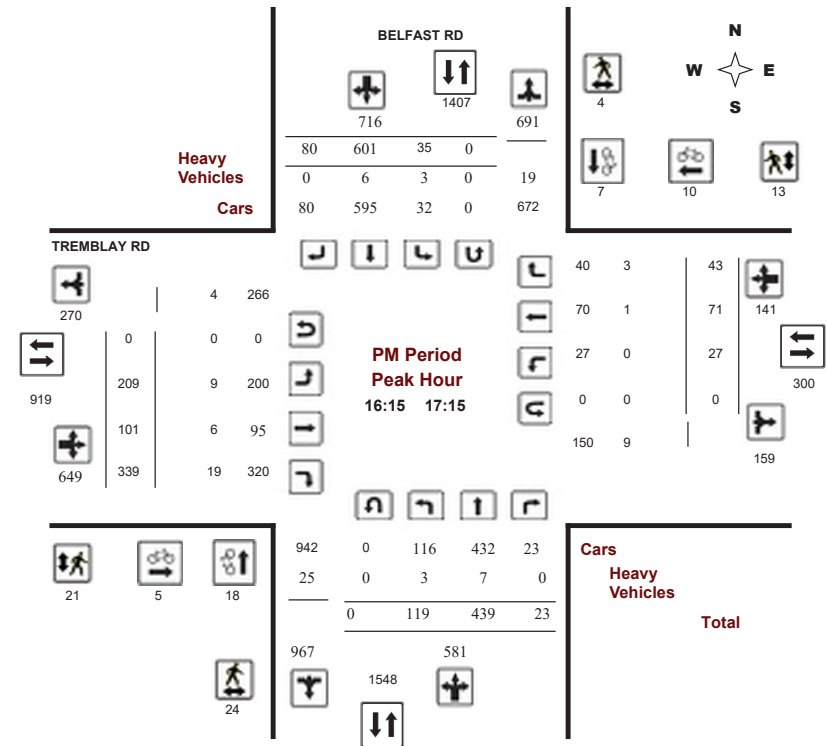 BELFAST RD
N
W E
S
1407
4
716
691
80 601 35 0
Heavy
Vehicles
0 6 3 0 19
Cars
80 595 32 0 672
7 10 13
TREMBLAY RD
40 3 43
270
4 266
141
70 1 71
0 0 0
PM Period
Peak Hour
27 0 27
209 9 200
300
919
16:15 17:15
0 0 0
101 6 95
150 9
159
649
339 19 320
942 0 116 432 23
Cars
25 0 3 7 0
Heavy
Vehicles
21 5 18
0 119 439 23
Total
967
581
1548
24